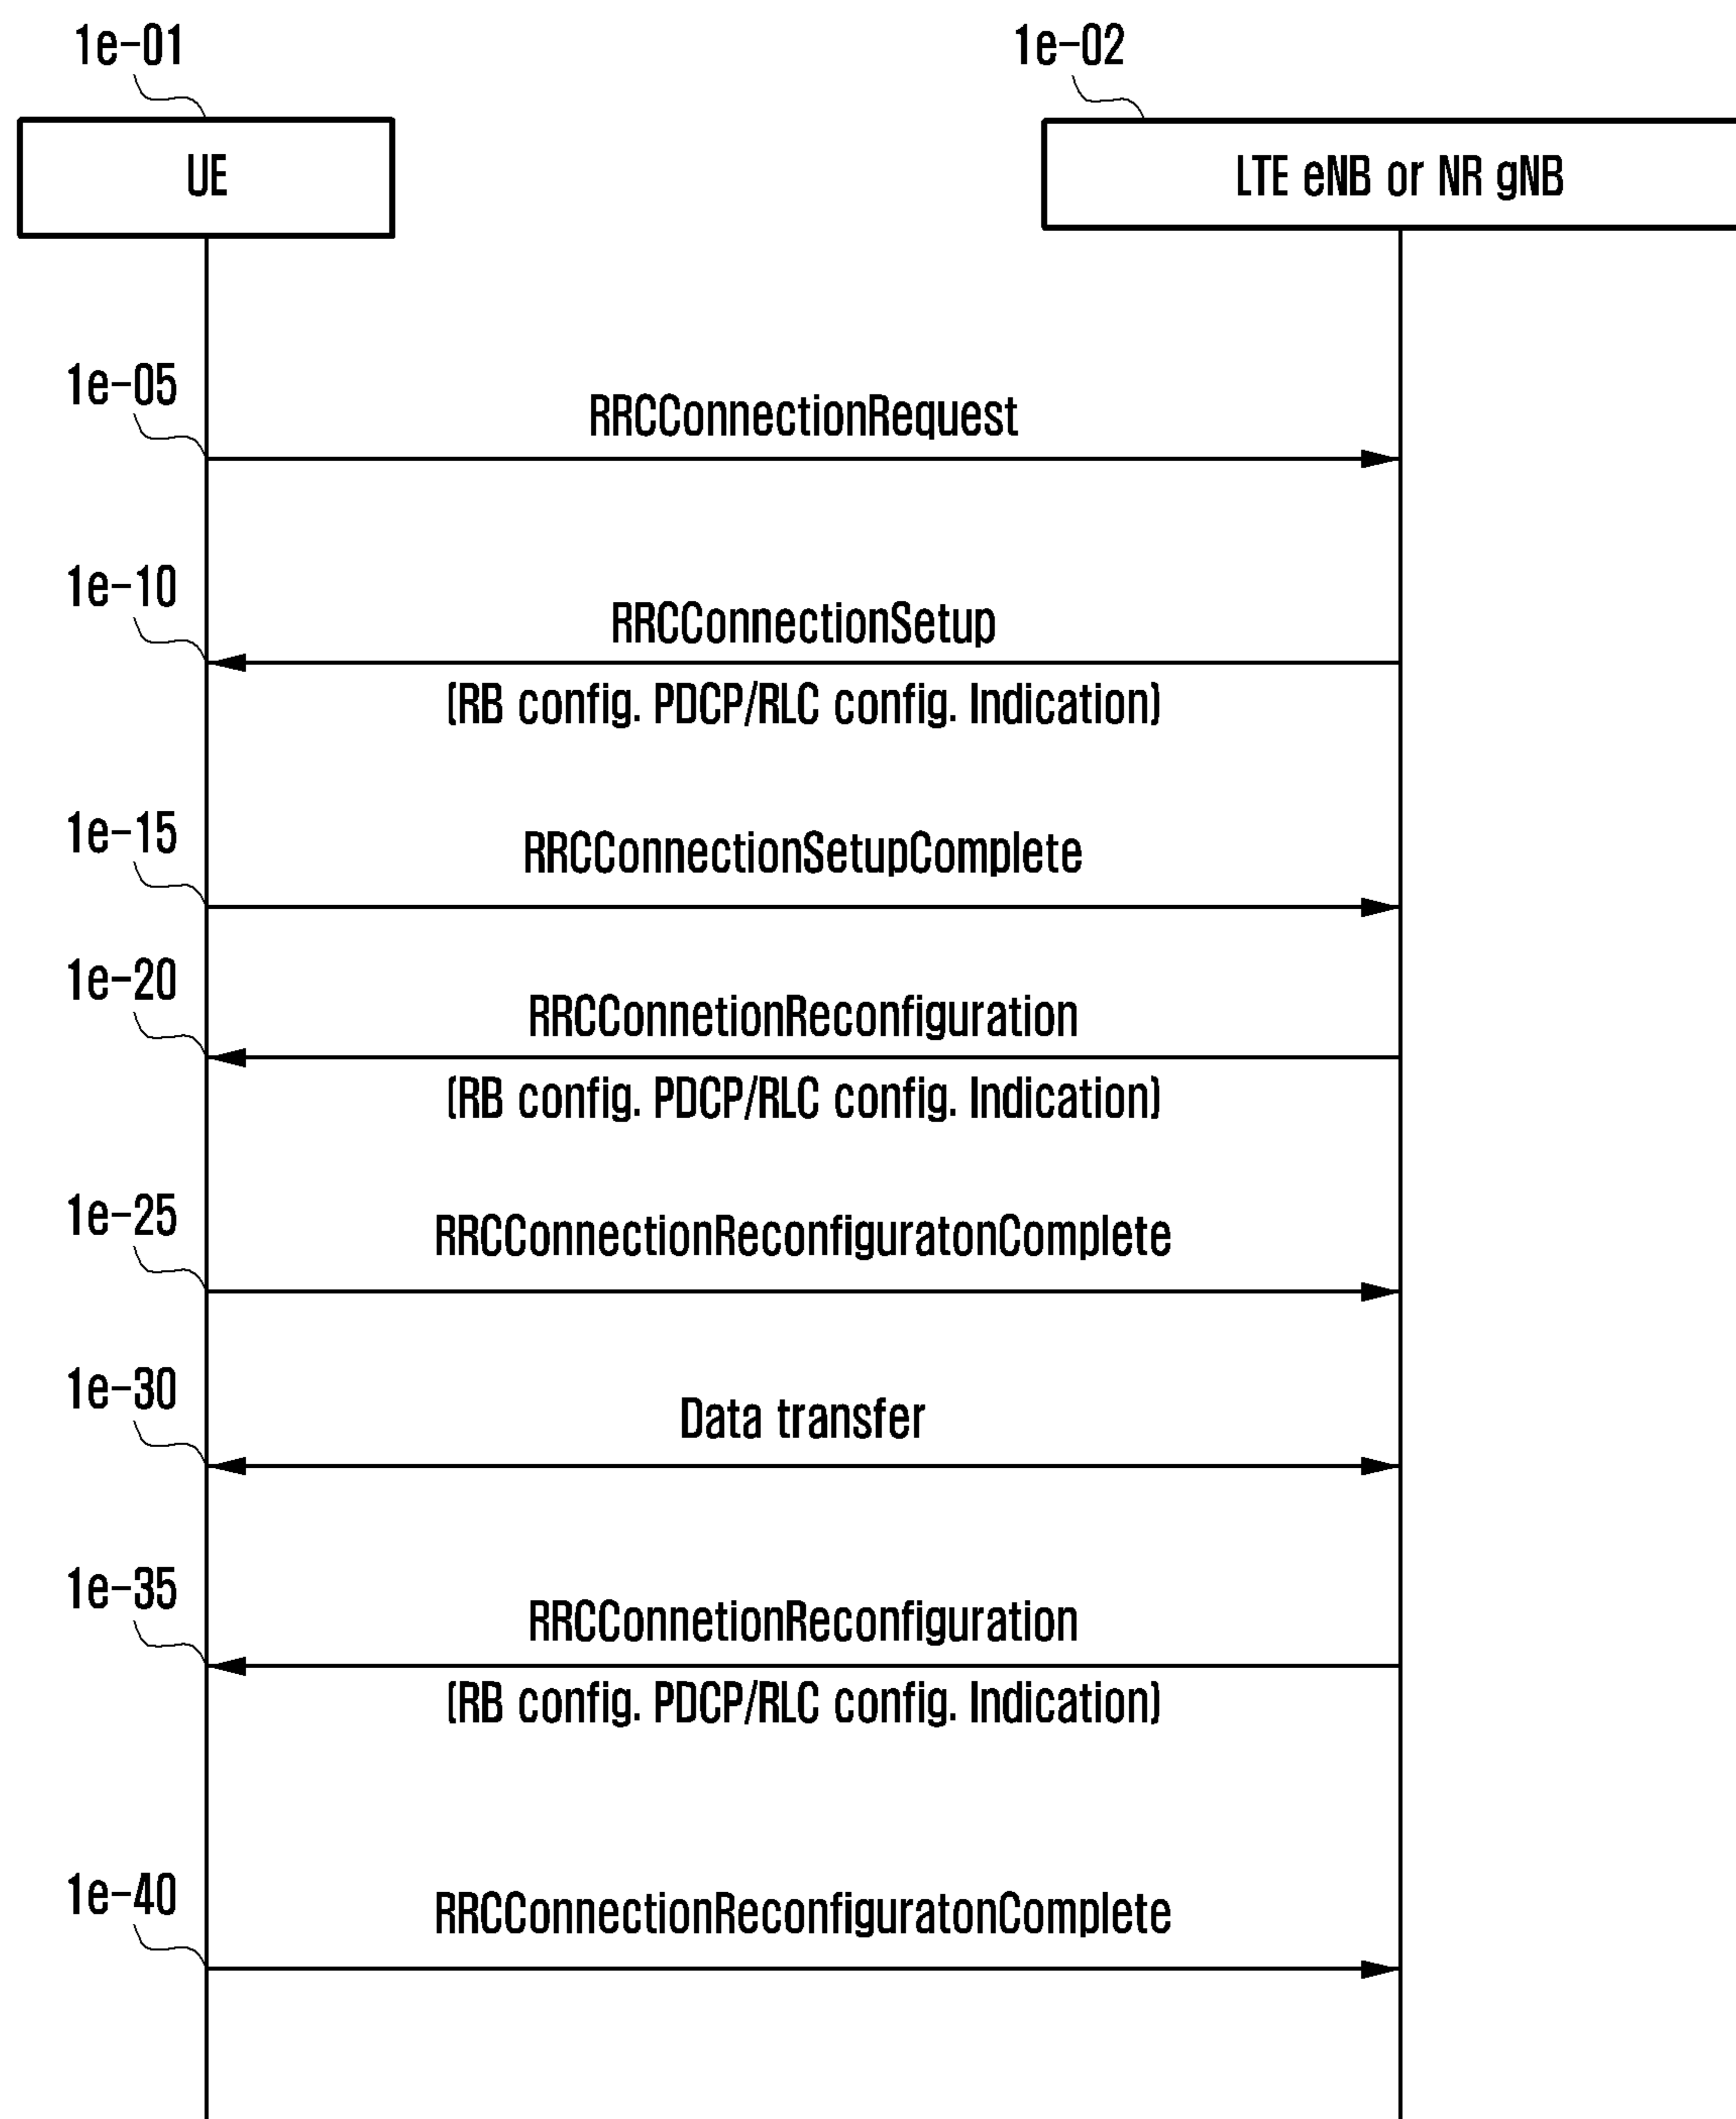 1e-01
1e-02
UE
LTE eNB or NR gNB
1e-05
RRCConnectionRequest
1e-10
RRCConnectionSetup
(RB config. PDCP/RLC config. Indication)
1e-15
RRCConnectionSetupComplete
1e-20
RRCConnetionReconfiguration
(RB config. PDCP/RLC config. Indication)
1e-25
RRCConnectionReconfiguratonComplete
1e-30
Data transfer
1e-35
RRCConnetionReconfiguration
(RB config. PDCP/RLC config. Indication)
1e-40
RRCConnectionReconfiguratonComplete